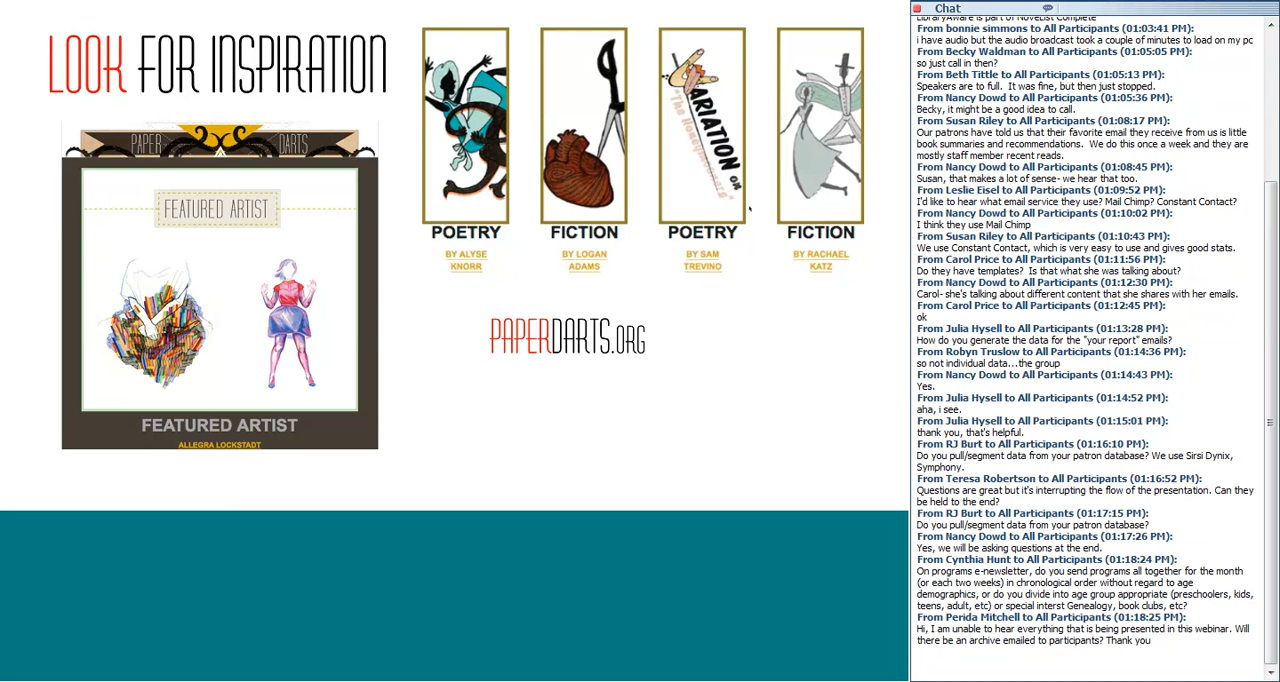 LOOK FOR INSPIRATION
PAPER DARTS
FEATURED ARTIST
FEATURED ARTIST
ALLEGRA LOCKSTADT
POETRY
BY ALYSE
KNORR
FICTION
BY LOGAN
ADAMS
VARIATION
on
"The Honeymooners"
POETRY
BY SAM
TREVINO
FICTION
BY RACHAEL
KATZ
PAPERDARTS.ORG
Chat
LibraryAware is part of NoveList Complete
From bonnie simmons to All Participants (01:03:41 PM):
i have audio but the audio broadcast took a couple of minutes to load on my pc
From Becky Waldman to All Participants (01:05:05 PM):
so just call in then?
From Beth Tittle to All Participants (01:05:13 PM):
Speakers are to full.  It was fine, but then just stopped.
From Nancy Dowd to All Participants (01:05:36 PM):
Becky, it might be a good idea to call.
From Susan Riley to All Participants (01:08:17 PM):
Our patrons have told us that their favorite email they receive from us is little
book summaries and recommendations.  We do this once a week and they are
mostly staff member recent reads.
From Nancy Dowd to All Participants (01:08:45 PM):
Susan, that makes a lot of sense- we hear that too.
From Leslie Eisel to All Participants (01:09:52 PM):
I'd like to hear what email service they use? Mail Chimp? Constant Contact?
From Nancy Dowd to All Participants (01:10:02 PM):
I think they use Mail Chimp
From Susan Riley to All Participants (01:10:43 PM):
We use Constant Contact, which is very easy to use and gives good stats.
From Carol Price to All Participants (01:11:56 PM):
Do they have templates?  Is that what she was talking about?
From Nancy Dowd to All Participants (01:12:30 PM):
Carol- she's talking about different content that she shares with her emails.
From Carol Price to All Participants (01:12:45 PM):
ok
From Julia Hysell to All Participants (01:13:28 PM):
How do you generate the data for the "your report" emails?
From Robyn Truslow to All Participants (01:14:36 PM):
so not individual data...the group
From Nancy Dowd to All Participants (01:14:43 PM):
Yes.
From Julia Hysell to All Participants (01:14:52 PM):
aha, i see.
From Julia Hysell to All Participants (01:15:01 PM):
thank you, that's helpful.
From RJ Burt to All Participants (01:16:10 PM):
Do you pull/segment data from your patron database? We use Sirsi Dynix,
Symphony.
From Teresa Robertson to All Participants (01:16:52 PM):
Questions are great but it's interrupting the flow of the presentation. Can they
be held to the end?
From RJ Burt to All Participants (01:17:15 PM):
Do you pull/segment data from your patron database?
From Nancy Dowd to All Participants (01:17:26 PM):
Yes, we will be asking questions at the end.
From Cynthia Hunt to All Participants (01:18:24 PM):
On programs e-newsletter, do you send programs all together for the month
(or each two weeks) in chronological order without regard to age
demographics, or do you divide into age group appropriate (preschoolers, kids,
teens, adult, etc) or special interst Genealogy, book clubs, etc?
From Perida Mitchell to All Participants (01:18:25 PM):
Hi, I am unable to hear everything that is being presented in this webinar. Will
there be an archive emailed to participants? Thank you